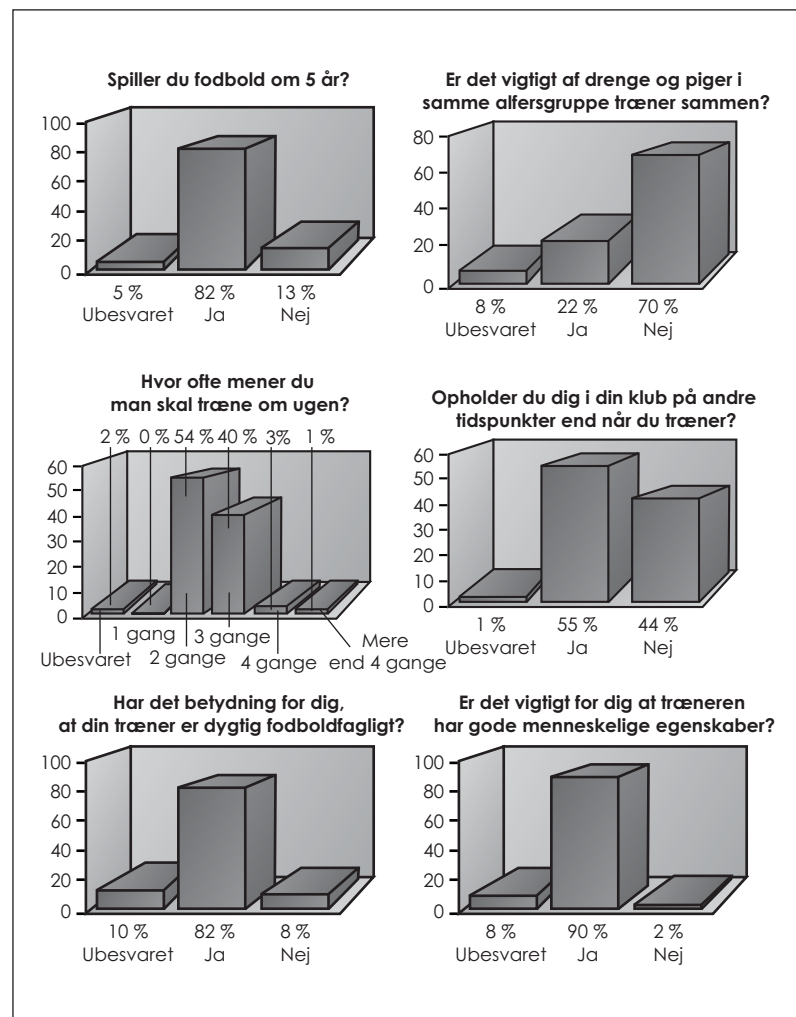 Spiller du fodbold om 5 år?
100
80
60
40
20
0
5 % 82 % 13 %
Ubesvaret Ja Nej
Er det vigtigt af drenge og piger i
samme alfersgruppe træner sammen?
80
60
40
20
0
8 % 22 % 70 %
Ubesvaret Ja Nej
Hvor ofte mener du
man skal træne om ugen?
2 % 0 % 54 % 40 % 3% 1 %
60
50
40
30
20
10
0
1 gang 3 gange Mere
Ubesvaret 2 gange 4 gange end 4 gange
Opholder du dig i din klub på andre
tidspunkter end når du træner?
60
50
40
30
20
10
0
1 % 55 % 44 %
Ubesvaret Ja Nej
Har det betydning for dig,
at din træner er dygtig fodboldfagligt?
100
80
60
40
20
0
10 % 82 % 8 %
Ubesvaret Ja Nej
Er det vigtigt for dig at træneren
har gode menneskelige egenskaber?
100
80
60
40
20
0
8 % 90 % 2 %
Ubesvaret Ja Nej